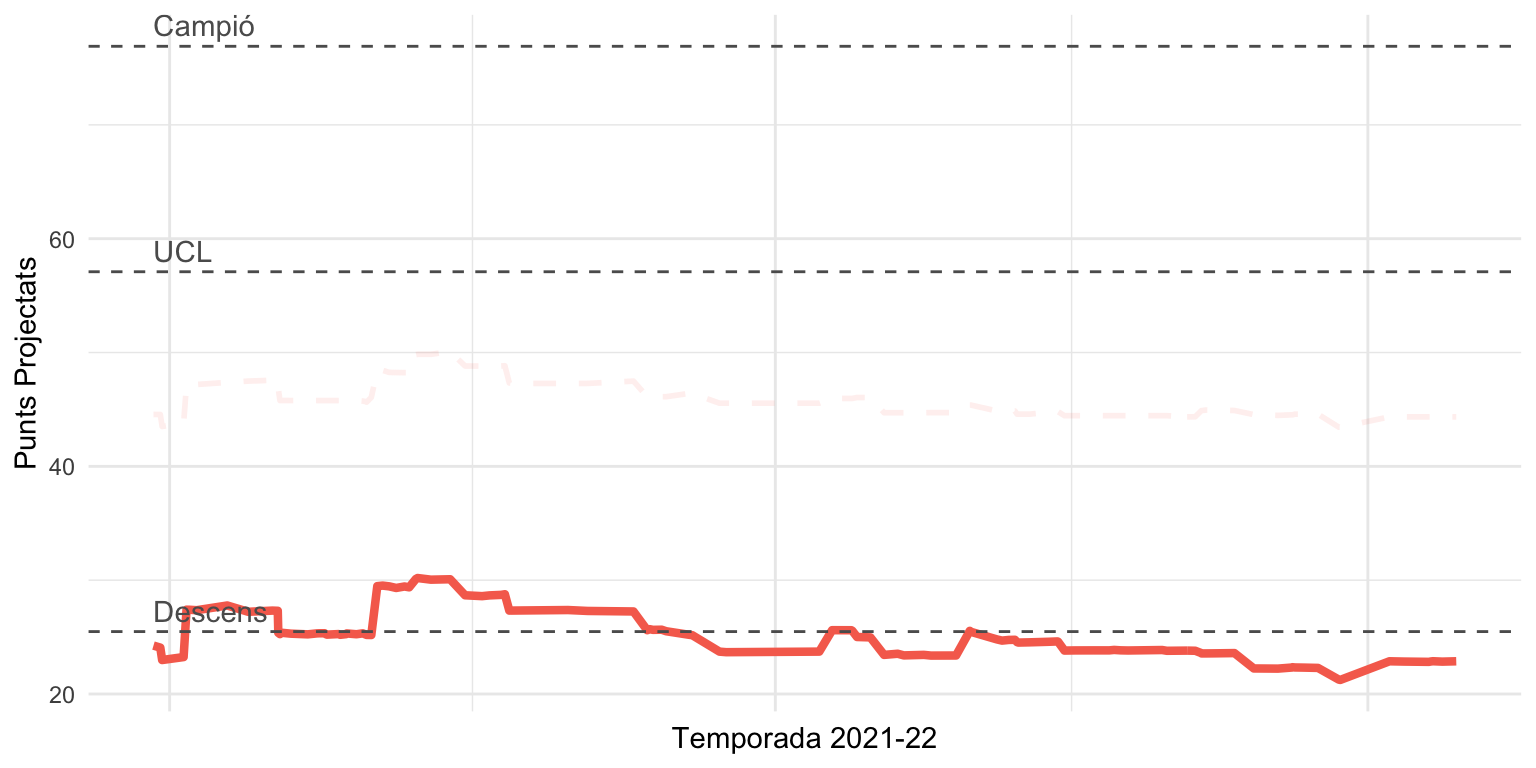 Campió
60
UCL
Punts Projectats
40
Descens
20
Temporada 2021-22